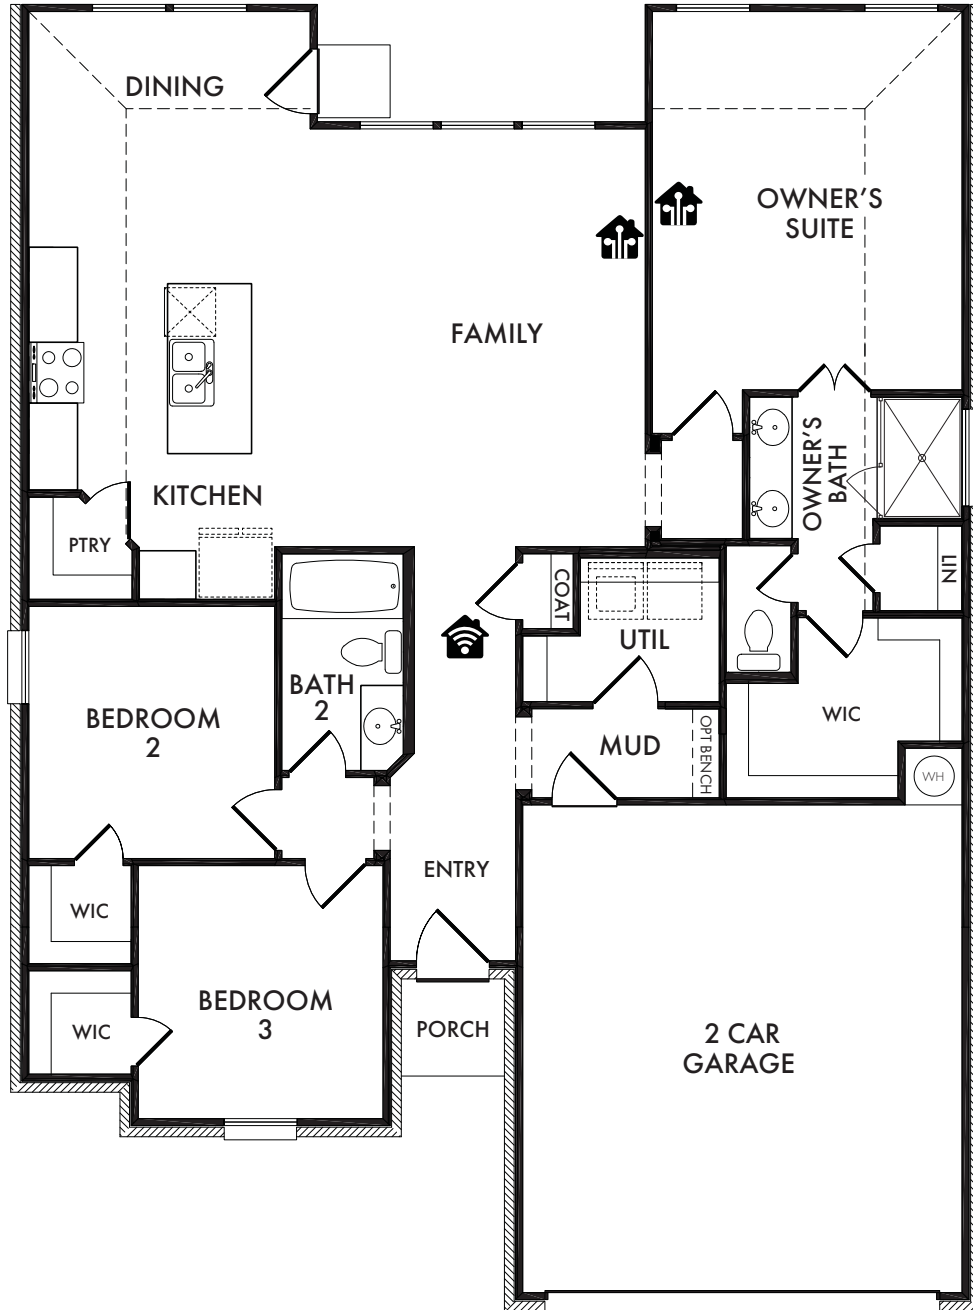 DINING
OWNER'S
SUITE
FAMILY
OWNER'S
BATH
KITCHEN
PTRY
COAT
LIN
UTIL
BATH
2
BEDROOM
2
MUD
OPT BENCH
WIC
WH
ENTRY
WIC
BEDROOM
3
WIC
PORCH
2 CAR
GARAGE